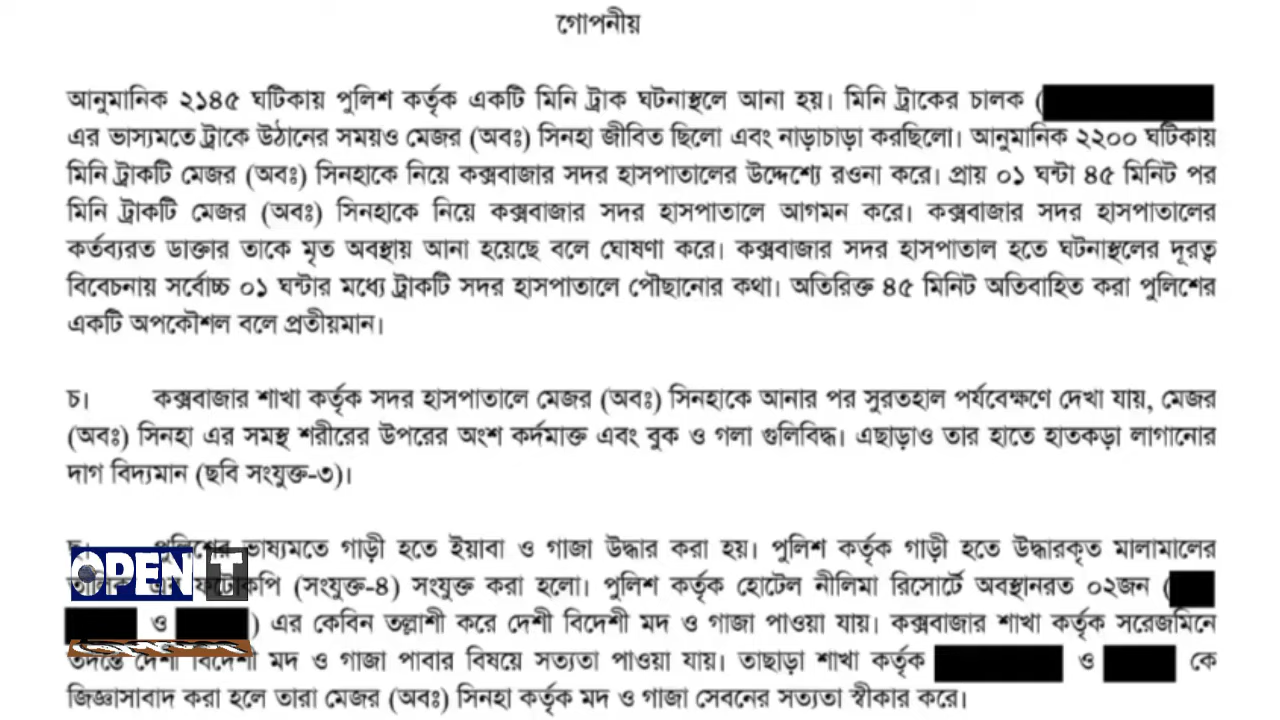 গোপনীয়
আনুমানিক ২১৪৫ ঘটিকায় পুলিশ কর্তৃক একটি মিনি ট্রাক ঘটনাস্থলে আনা হয়। মিনি ট্রাকের চালক (
এর ভাস্যমতে ট্রাকে উঠানের সময়ও মেজর (অবঃ) সিনহা জীবিত ছিলো এবং নাড়াচাড়া করছিলো। আনুমানিক ২২০০ ঘটিকায়
মিনি ট্রাকটি মেজর (অবঃ) সিনহাকে নিয়ে কক্সবাজার সদর হাসপাতালের উদ্দেশ্যে রওনা করে। প্রায় ০১ ঘন্টা ৪৫ মিনিট পর
মিনি ট্রাকটি মেজর (অবঃ) সিনহাকে নিয়ে কক্সবাজার সদর হাসপাতালে আগমন করে। কক্সবাজার সদর হাসপাতালের
কর্তব্যরত ডাক্তার তাকে মৃত অবস্থায় আনা হয়েছে বলে ঘোষণা করে। কক্সবাজার সদর হাসপাতাল হতে ঘটনাস্থলের দূরত্ব
বিবেচনায় সর্বোচ্চ ০১ ঘন্টার মধ্যে ট্রাকটি সদর হাসপাতালে পৌছানোর কথা। অতিরিক্ত ৪৫ মিনিট অতিবাহিত করা পুলিশের
একটি অপকৌশল বলে প্রতীয়মান।
চ। কক্সবাজার শাখা কর্তৃক সদর হাসপাতালে মেজর (অবঃ) সিনহাকে আনার পর সুরতহাল পর্যবেক্ষণে দেখা যায়, মেজর
(অবঃ) সিনহা এর সমস্থ শরীরের উপরের অংশ কর্দমাক্ত এবং বুক ও গলা গুলিবিদ্ধ। এছাড়াও তার হাতে হাতকড়া লাগানোর
দাগ বিদ্যমান (ছবি সংযুক্ত-৩)।
পুলিশের ভাষ্যমতে গাড়ী হতে ইয়াবা ও গাজা উদ্ধার করা হয়। পুলিশ কর্তৃক গাড়ী হতে উদ্ধারকৃত মালামালের
OPEN IT
(সংযুক্ত-৪) সংযুক্ত করা হলো। পুলিশ কর্তৃক হোটেল নীলিমা রিসোর্টে অবস্থানরত ০২জন (
ও ) এর কেবিন তল্লাশী করে দেশী বিদেশী মদ ও গাজা পাওয়া যায়। কক্সবাজার শাখা কর্তৃক সরেজমিনে
তদন্তে দেশী বিদেশী মদ ও গাজা পাবার বিষয়ে সত্যতা পাওয়া যায়। তাছাড়া শাখা কর্তৃক ও কে
জিজ্ঞাসাবাদ করা হলে তারা মেজর (অবঃ) সিনহা কর্তৃক মদ ও গাজা সেবনের সত্যতা স্বীকার করে।